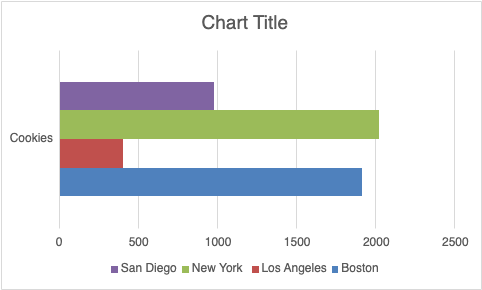 Chart Title
Cookies
0 500 1000 1500 2000 2500
San Diego New York Los Angeles Boston